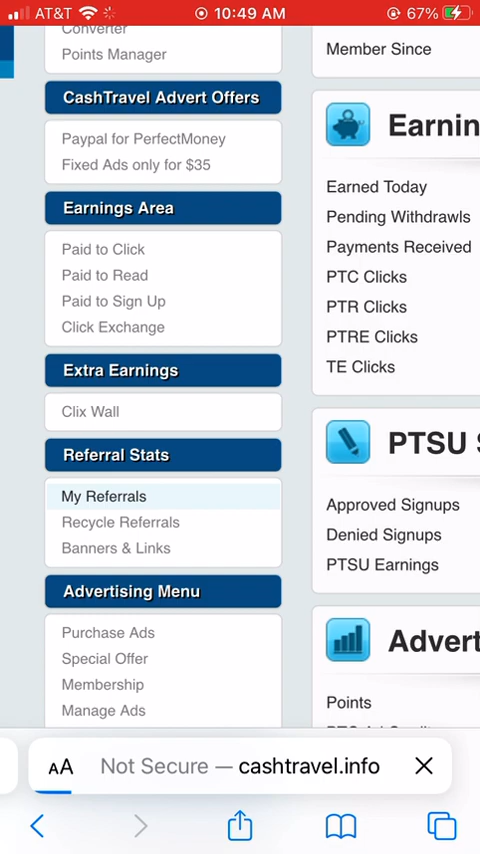 AT&T 10:49 AM 67%
Converter
Points Manager
CashTravel Advert Offers
Paypal for PerfectMoney
Fixed Ads only for $35
Earnings Area
Paid to Click
Paid to Read
Paid to Sign Up
Click Exchange
Extra Earnings
Clix Wall
Referral Stats
My Referrals
Recycle Referrals
Banners & Links
Advertising Menu
Purchase Ads
Special Offer
Membership
Manage Ads
Member Since
Earnin
Earned Today
Pending Withdrawls
Payments Received
PTC Clicks
PTR Clicks
PTRE Clicks
TE Clicks
PTSU S
Approved Signups
Denied Signups
PTSU Earnings
Advert
Points
AA Not Secure — cashtravel.info